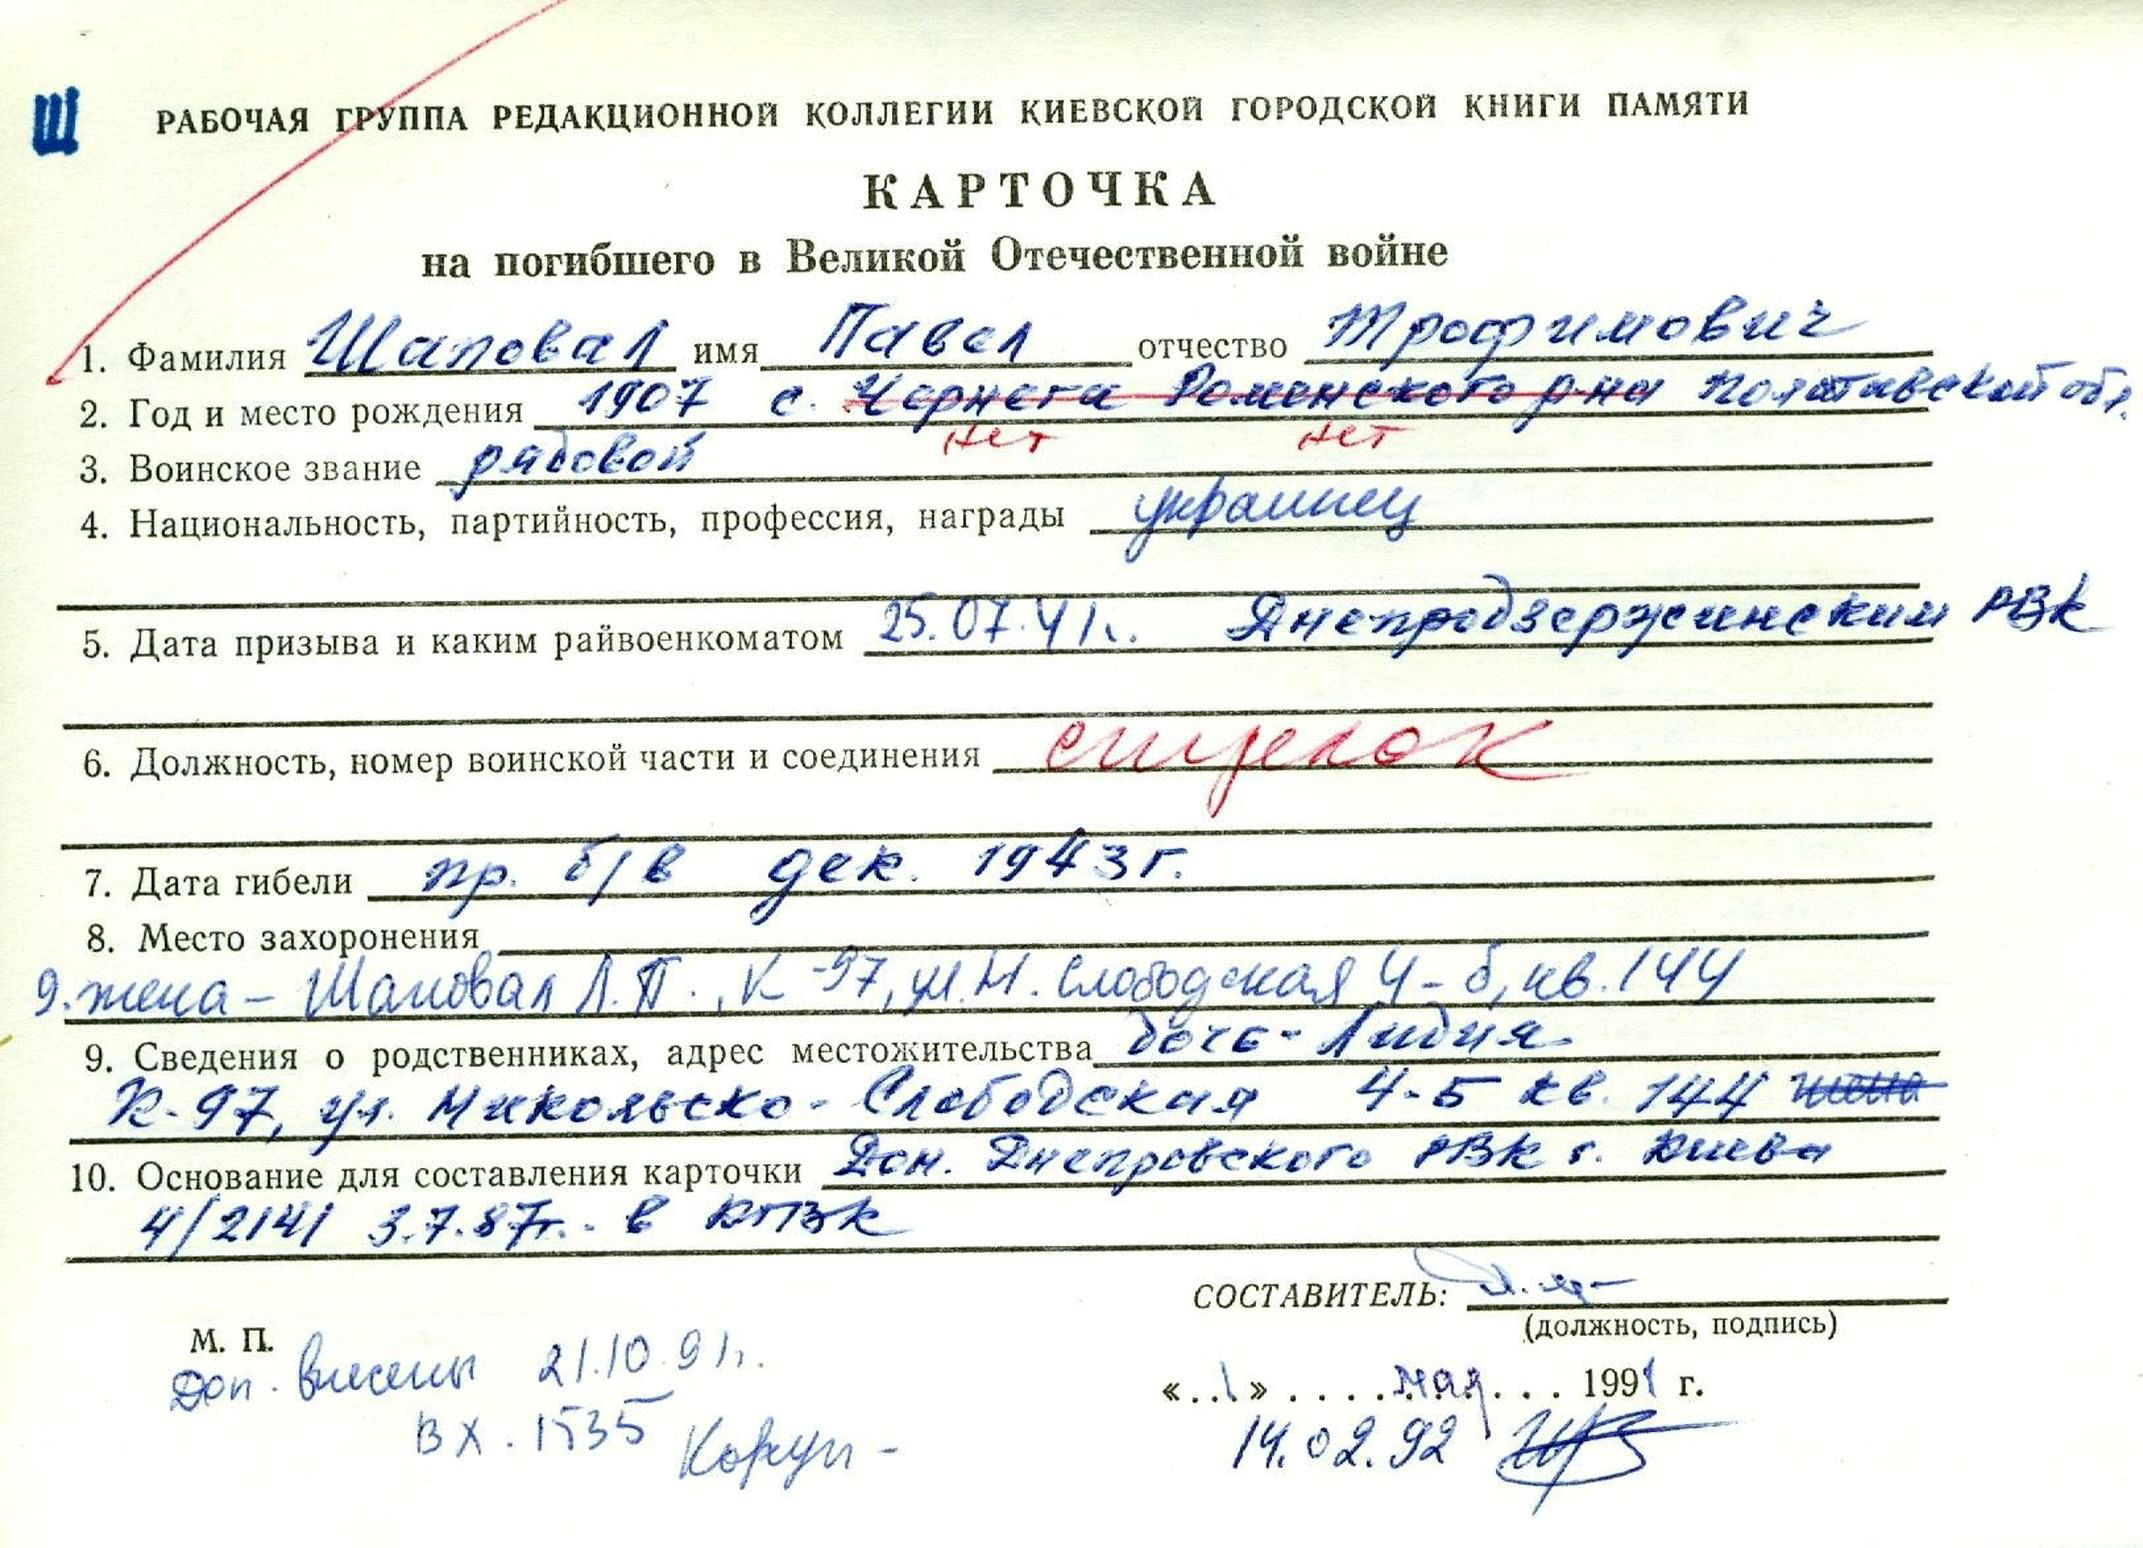 Ш
РАБОЧАЯ ГРУППА РЕДАКЦИОННОЙ КОЛЛЕГИИ КИЕВСКОЙ ГОРОДСКОЙ КНИГИ ПАМЯТИ
КАРТОЧКА
на погибшего в Великой Отечественной войне
1. Фамилия Шаповал имя Павел отчество Трофимович
2. Год и место рождения 1907 с. Чернега Роменского р-на Полтавской обл.
нет нет
3. Воинское звание рядовой
4. Национальность, партийность, профессия, награды украинец
5. Дата призыва и каким райвоенкоматом 25.07.41г. Днепродзержинским РВК
6. Должность, номер воинской части и соединения
7. Дата гибели пр. б/в дек. 1943г.
8. Место захоронения
9. жена – Шаповал Л.П., К-97, ул. Н. Слободская 4-б, кв. 144
9. Сведения о родственниках, адрес местожительства дочь - Лидия
К-97, ул. Никольско-Слободская 4-Б кв. 144
10. Основание для составления карточки Дон. Днепровского РВК г. Киева
4/2141 3.7.87г. в КГВК
СОСТАВИТЕЛЬ:
(должность, подпись)
М. П.
Доп. внесены 21.10.91г.
«..1» ....мая... 1991 г.
ВХ. 1535
14.02.92